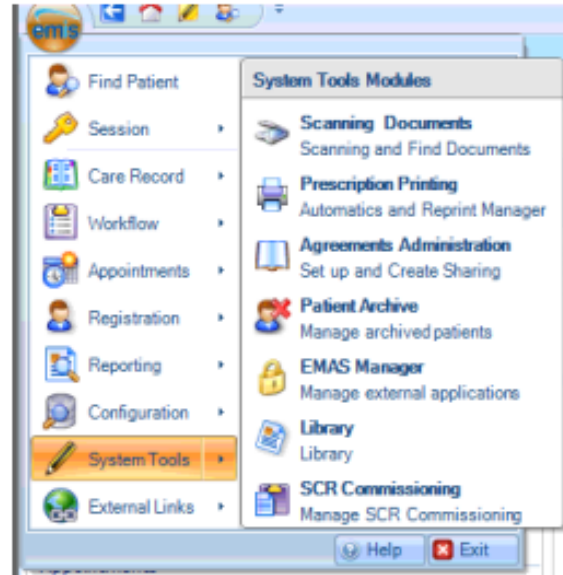 emis
Find Patient
Session
Care Record
Workflow
Appointments
Registration
Reporting
Configuration
System Tools
External Links
System Tools Modules
Scanning Documents
Scanning and Find Documents
Prescription Printing
Automatics and Reprint Manager
Agreements Administration
Set up and Create Sharing
Patient Archive
Manage archived patients
EMAS Manager
Manage external applications
Library
Library
SCR Commissioning
Manage SCR Commissioning
Help
Exit